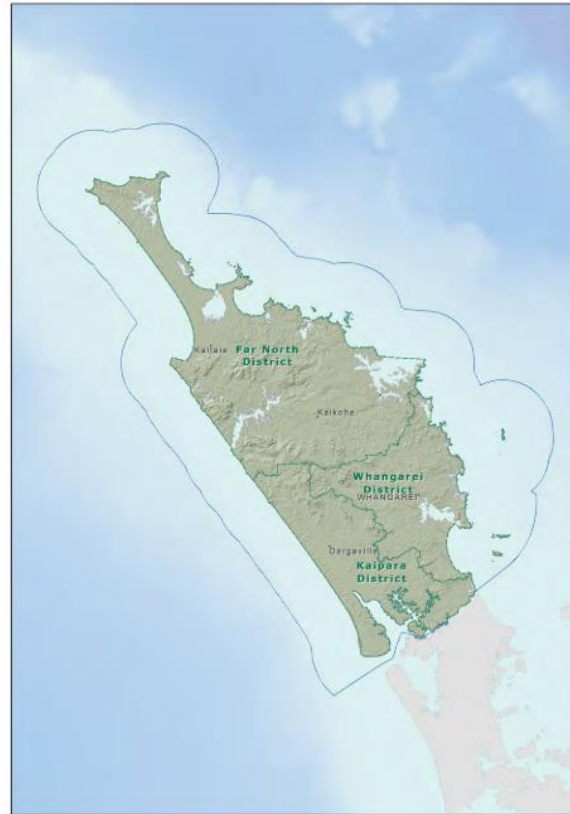 Kaitaia
Far North
District
Kaikohe
Whangarei
District
WHANGAREI
Dargaville
Kaipara
District